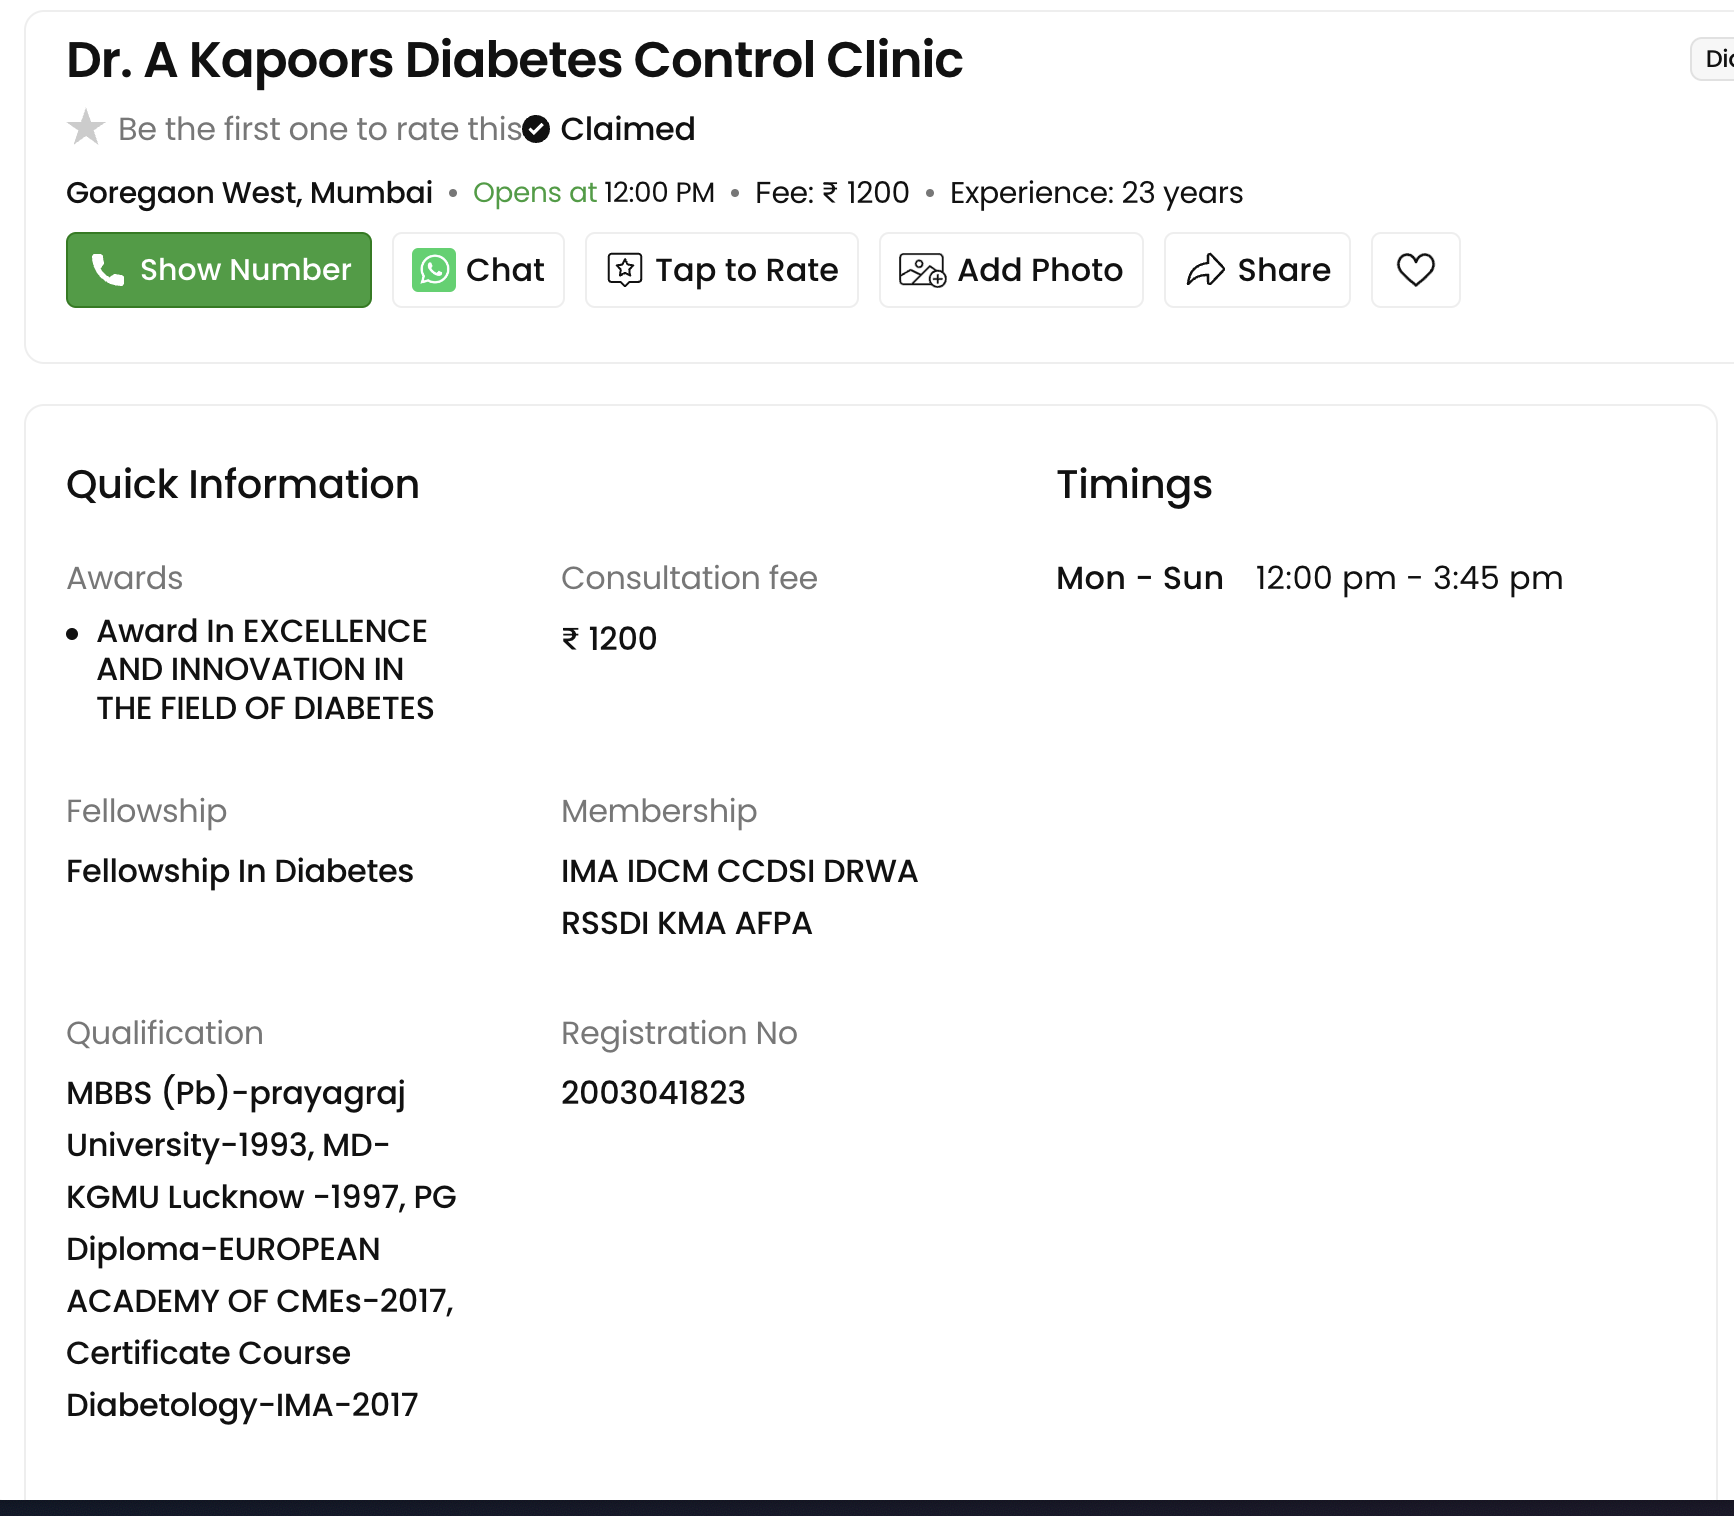 Dr. A Kapoors Diabetes Control Clinic
Be the first one to rate this Claimed
Goregaon West, Mumbai • Opens at 12:00 PM • Fee: ₹ 1200 • Experience: 23 years
Show Number Chat Tap to Rate Add Photo Share
Quick Information
Awards
• Award In EXCELLENCE
AND INNOVATION IN
THE FIELD OF DIABETES
Consultation fee
₹ 1200
Fellowship
Fellowship In Diabetes
Membership
IMA IDCM CCDSI DRWA
RSSDI KMA AFPA
Qualification
MBBS (Pb)-prayagraj
University-1993, MD-
KGMU Lucknow -1997, PG
Diploma-EUROPEAN
ACADEMY OF CMEs-2017,
Certificate Course
Diabetology-IMA-2017
Registration No
2003041823
Timings
Mon - Sun 12:00 pm - 3:45 pm